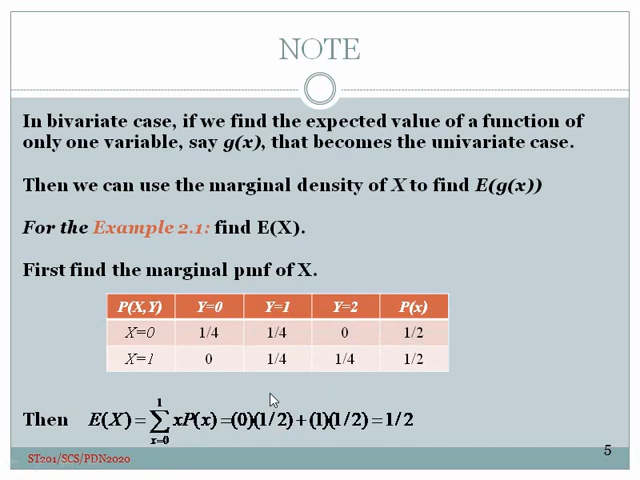 NOTE
In bivariate case, if we find the expected value of a function of
only one variable, say g(x), that becomes the univariate case.
Then we can use the marginal density of X to find E(g(x))
For the Example 2.1: find E(X).
First find the marginal pmf of X.
P(X,Y) Y=0 Y=1 Y=2 P(x)
X=0 1/4 1/4 0 1/2
X=1 0 1/4 1/4 1/2
Then E(X) = ∑_{x=0}^{1} xP(x) = (0)(1/2) + (1)(1/2) = 1/2
5
ST201/SCS/PDN2020